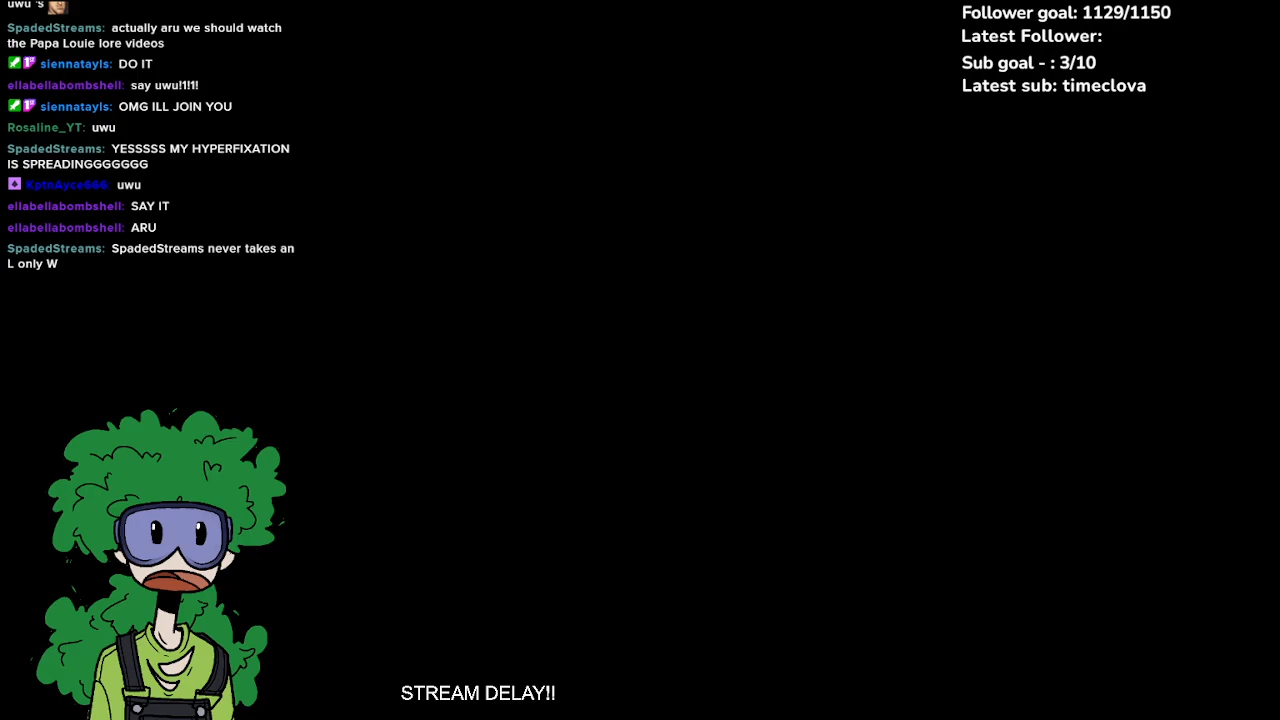 uwu 's
SpadedStreams: actually aru we should watch
the Papa Louie lore videos
siennatayls: DO IT
ellabellabombshell: say uwu!1!1!
siennatayls: OMG ILL JOIN YOU
Rosaline_YT: uwu
SpadedStreams: YESSSSS MY HYPERFIXATION
IS SPREADINGGGGGGG
KptnAyce666: uwu
ellabellabombshell: SAY IT
ellabellabombshell: ARU
SpadedStreams: SpadedStreams never takes an
L only W
Follower goal: 1129/1150
Latest Follower:
Sub goal - : 3/10
Latest sub: timeclova
STREAM DELAY!!